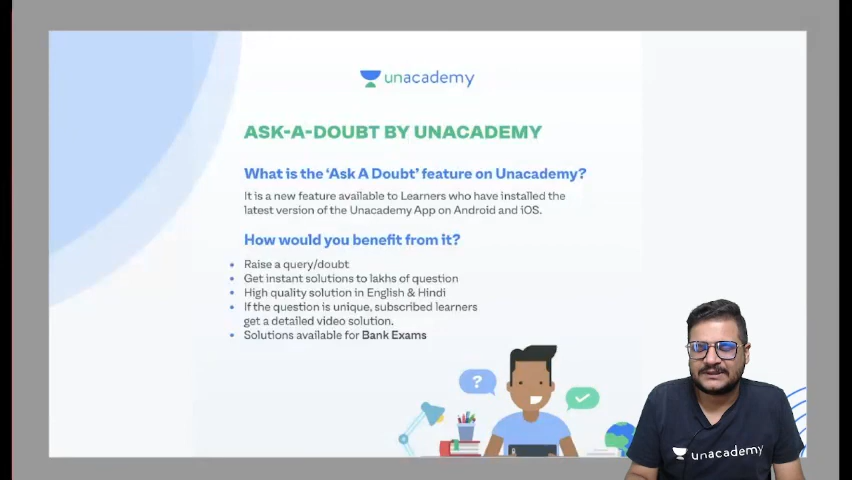 unacademy
ASK-A-DOUBT BY UNACADEMY
What is the ‘Ask A Doubt’ feature on Unacademy?
It is a new feature available to Learners who have installed the
latest version of the Unacademy App on Android and iOS.
How would you benefit from it?
• Raise a query/doubt
• Get instant solutions to lakhs of question
• High quality solution in English & Hindi
• If the question is unique, subscribed learners
get a detailed video solution.
• Solutions available for Bank Exams
?
unacademy